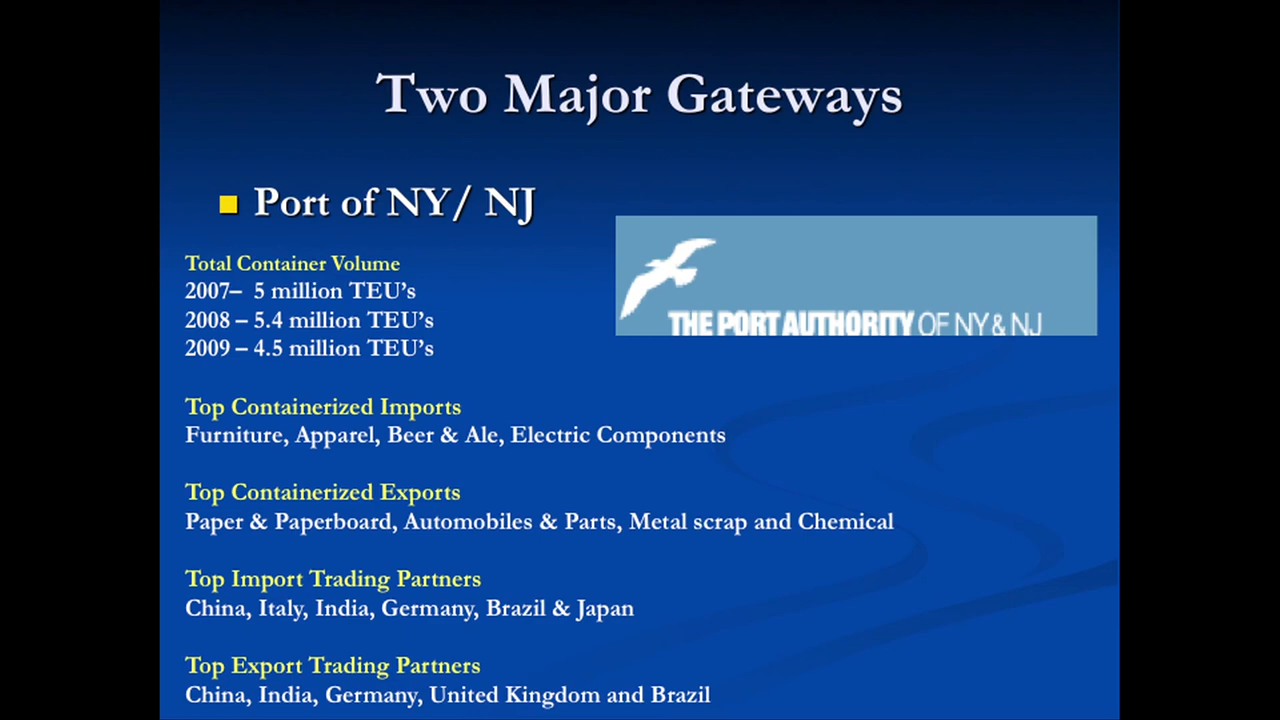 Two Major Gateways
Port of NY/ NJ
THE PORT AUTHORITY OF NY & NJ
Total Container Volume
2007– 5 million TEU’s
2008 – 5.4 million TEU’s
2009 – 4.5 million TEU’s
Top Containerized Imports
Furniture, Apparel, Beer & Ale, Electric Components
Top Containerized Exports
Paper & Paperboard, Automobiles & Parts, Metal scrap and Chemical
Top Import Trading Partners
China, Italy, India, Germany, Brazil & Japan
Top Export Trading Partners
China, India, Germany, United Kingdom and Brazil